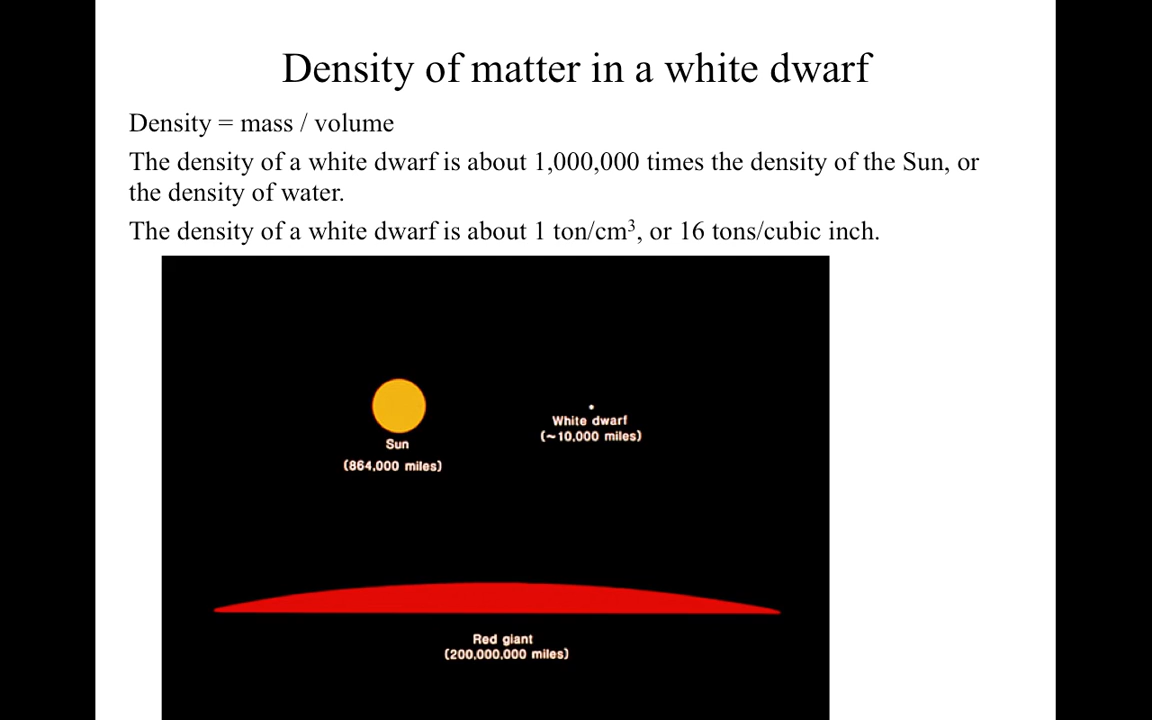 Density of matter in a white dwarf
Density = mass / volume
The density of a white dwarf is about 1,000,000 times the density of the Sun, or
the density of water.
The density of a white dwarf is about 1 ton/cm³, or 16 tons/cubic inch.
Sun
(864,000 miles)
White dwarf
(~10,000 miles)
Red giant
(200,000,000 miles)